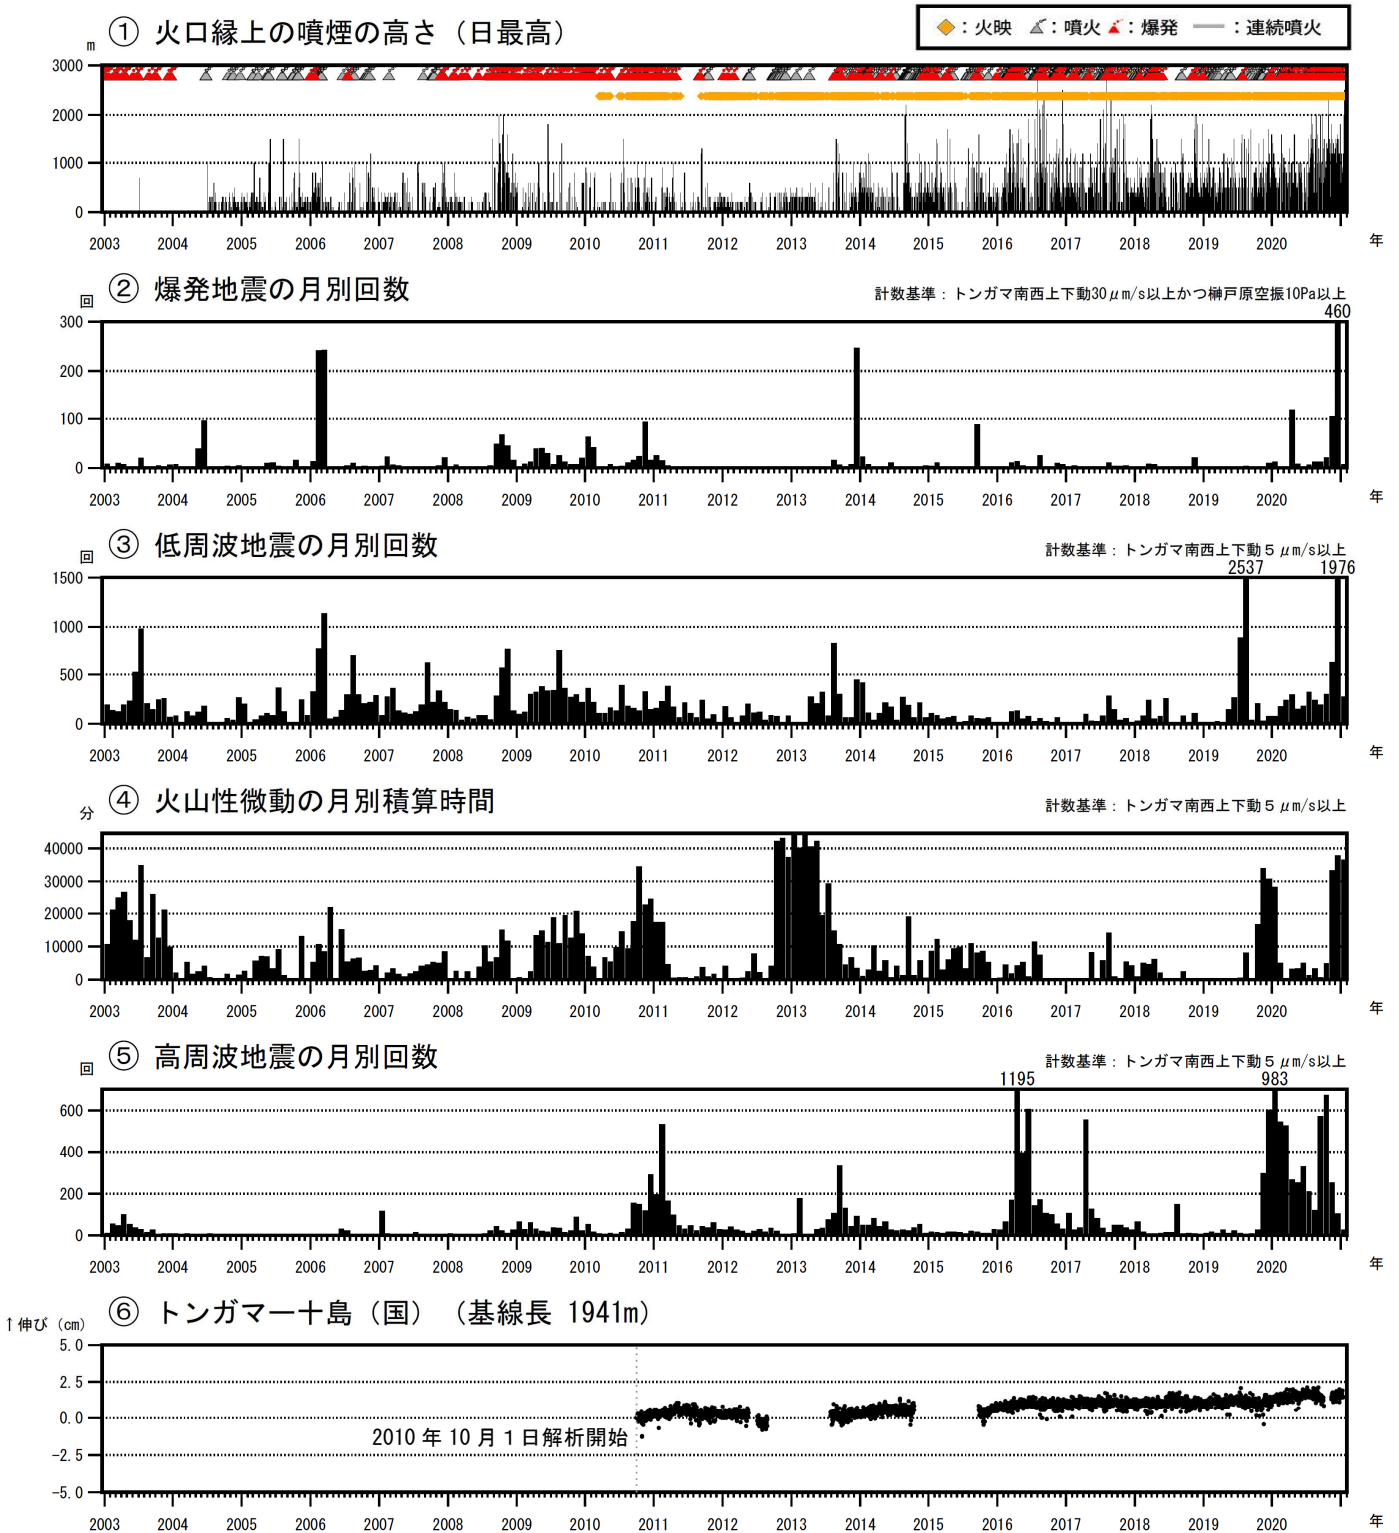 ① 火口縁上の噴煙の高さ（日最高）
◆：火映 ：噴火 ：爆発 ：連続噴火
m
3000
2000
1000
0
2003 2004 2005 2006 2007 2008 2009 2010 2011 2012 2013 2014 2015 2016 2017 2018 2019 2020 年
② 爆発地震の月別回数
回
計数基準：トンガマ南西上下動30μm/s以上かつ榊戸原空振10Pa以上
460
300
200
100
0
2003 2004 2005 2006 2007 2008 2009 2010 2011 2012 2013 2014 2015 2016 2017 2018 2019 2020 年
③ 低周波地震の月別回数
回
計数基準：トンガマ南西上下動５μm/s以上
2537 1976
1500
1000
500
0
2003 2004 2005 2006 2007 2008 2009 2010 2011 2012 2013 2014 2015 2016 2017 2018 2019 2020 年
④ 火山性微動の月別積算時間
分
計数基準：トンガマ南西上下動５μm/s以上
40000
30000
20000
10000
0
2003 2004 2005 2006 2007 2008 2009 2010 2011 2012 2013 2014 2015 2016 2017 2018 2019 2020 年
⑤ 高周波地震の月別回数
回
計数基準：トンガマ南西上下動５μm/s以上
1195 983
600
400
200
0
2003 2004 2005 2006 2007 2008 2009 2010 2011 2012 2013 2014 2015 2016 2017 2018 2019 2020 年
⑥ トンガマー十島（国）（基線長 1941m）
↑伸び（cm）
5.0
2.5
0.0
-2.5
-5.0
2010 年 10 月 1 日解析開始
2003 2004 2005 2006 2007 2008 2009 2010 2011 2012 2013 2014 2015 2016 2017 2018 2019 2020 年